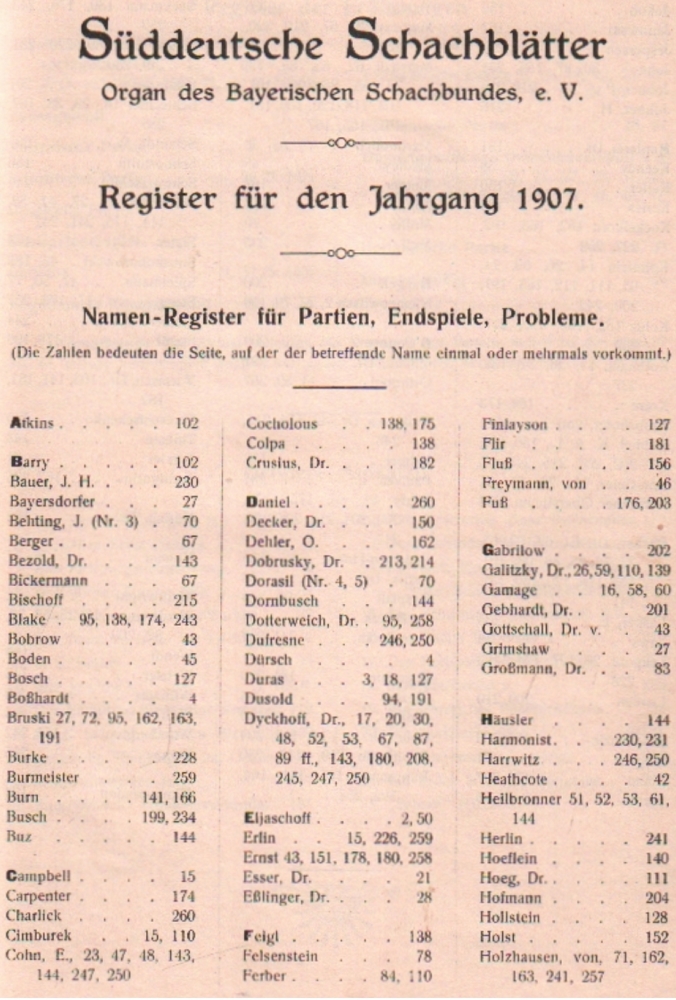 Süddeutsche Schachblätter
Organ des Bayerischen Schachbundes, e. V.
Register für den Jahrgang 1907.
Namen-Register für Partien, Endspiele, Probleme.
(Die Zahlen bedeuten die Seite, auf der der betreffende Name einmal oder mehrmals vorkommt.)
Atkins . . . . . 102
Barry . . . . . 102
Bauer, J. H. . . . 230
Bayersdorfer . . . 27
Behting, J. (Nr. 3) . 70
Berger . . . . . 67
Bezold, Dr. . . . 143
Bickermann . . . 67
Bischoff . . . . 215
Blake . 95, 138, 174, 243
Bobrow . . . . 43
Boden . . . . . 45
Bosch . . . . . 127
Boßhardt . . . . 4
Bruski 27, 72, 95, 162, 163,
191
Burke . . . . . 228
Burmeister . . . 259
Burn . . . . 141, 166
Busch . . . . 199, 234
Buz . . . . . 144
Campbell . . . . 15
Carpenter . . . . 174
Charlick . . . . 260
Cimburek . . 15, 110
Cohn, E., 23, 47, 48, 143,
144, 247, 250
Cocholous . . 138, 175
Colpa . . . . . 138
Crusius, Dr. . . . 182
Daniel . . . . . 260
Decker, Dr. . . . 150
Dehler, O. . . . 162
Dobrusky, Dr. . 213, 214
Dorasil (Nr. 4, 5) . 70
Dornbusch . . . 144
Dotterweich, Dr. . 95, 258
Dufresne . . . 246, 250
Dürsch . . . . 4
Duras . . . 3, 18, 127
Dusold . . . . 94, 191
Dyckhoff, Dr., 17, 20, 30,
48, 52, 53, 67, 87,
89 ff., 143, 180, 208,
245, 247, 250
Eljaschoff . . . . 2, 50
Erlin . . 15, 226, 259
Ernst 43, 151, 178, 180, 258
Esser, Dr. . . . 21
Eßlinger, Dr. . . . 28
Feigl . . . . . 138
Felsenstein . . . 78
Ferber . . . . 84, 110
Finlayson . . . . 127
Flir . . . . . 181
Fluß . . . . . 156
Freymann, von . . 46
Fuß . . . . 176, 203
Gabrilow . . . . 202
Galitzky, Dr., 26, 59, 110, 139
Gamage . . 16, 58, 60
Gebhardt, Dr. . . . 201
Gottschall, Dr. v. . 43
Grimshaw . . . 27
Großmann, Dr. . . 83
Häusler . . . . 144
Harmonist . . . 230, 231
Harrwitz . . . 246, 250
Heathcote . . . . 42
Heilbronner 51, 52, 53, 61,
144
Herlin . . . . . 241
Hoeflein . . . . 140
Hoeg, Dr. . . . . 111
Hofmann . . . . 204
Hollstein . . . . 128
Holst . . . . . 152
Holzhausen, von, 71, 162,
163, 241, 257